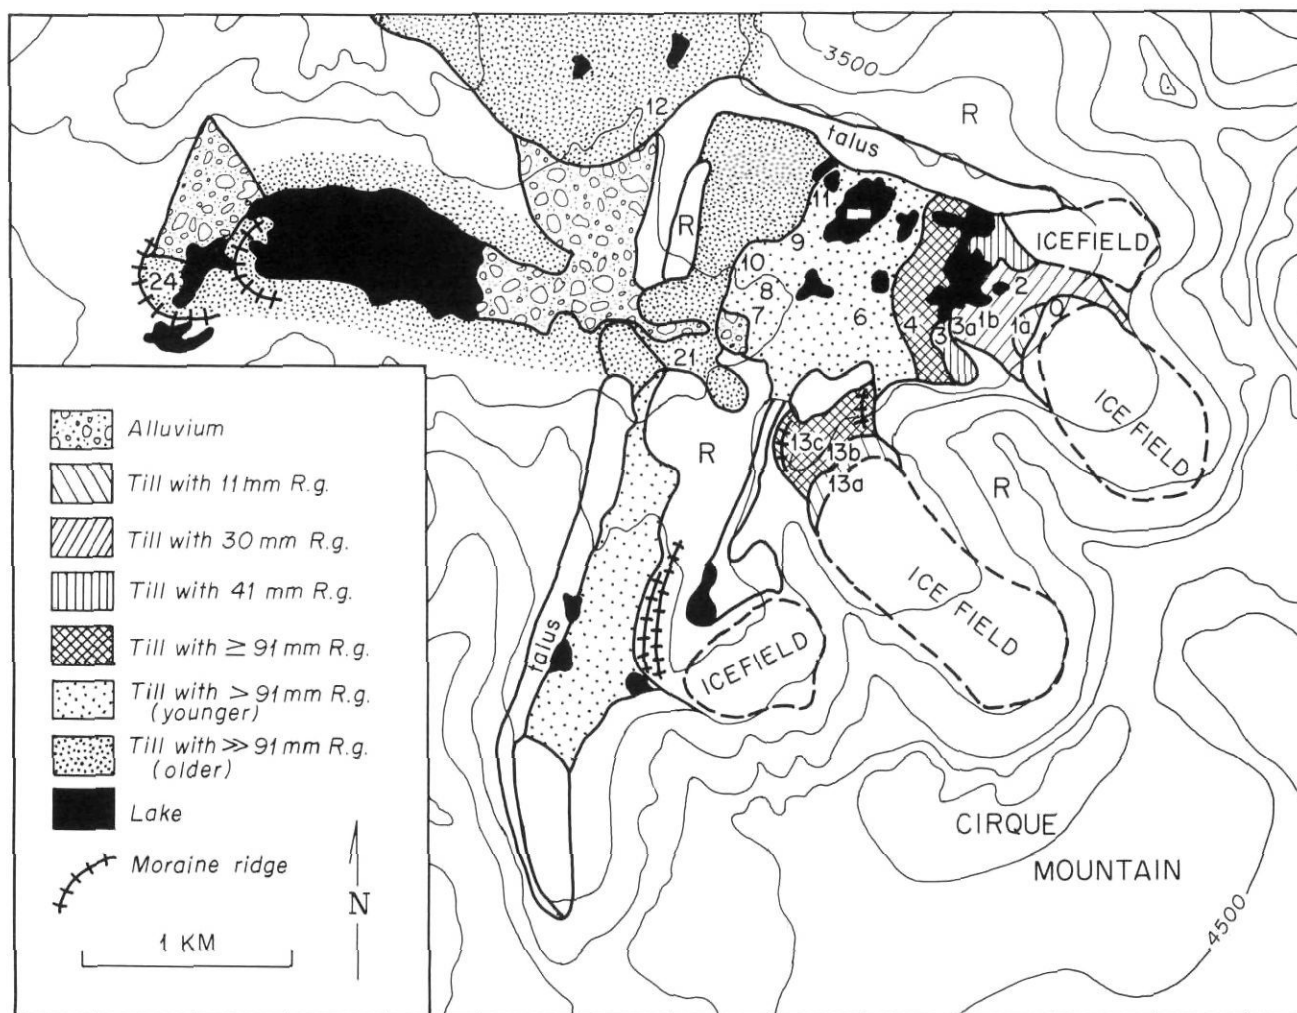 3500
R
12
talus
R
11
ICEFIELD
24
9
10
8
2
7
6
4
3
3a
1b
1a
0
21
ICE FIELD
R
13c
13b
13a
R
ICE FIELD
talus
ICEFIELD
Alluvium
Till with 11 mm R.g.
Till with 30 mm R.g.
Till with 41 mm R.g.
Till with ≥ 91 mm R.g.
Till with > 91 mm R.g.
(younger)
Till with ≫ 91 mm R.g.
(older)
Lake
Moraine ridge
N
1 KM
CIRQUE
MOUNTAIN
4500